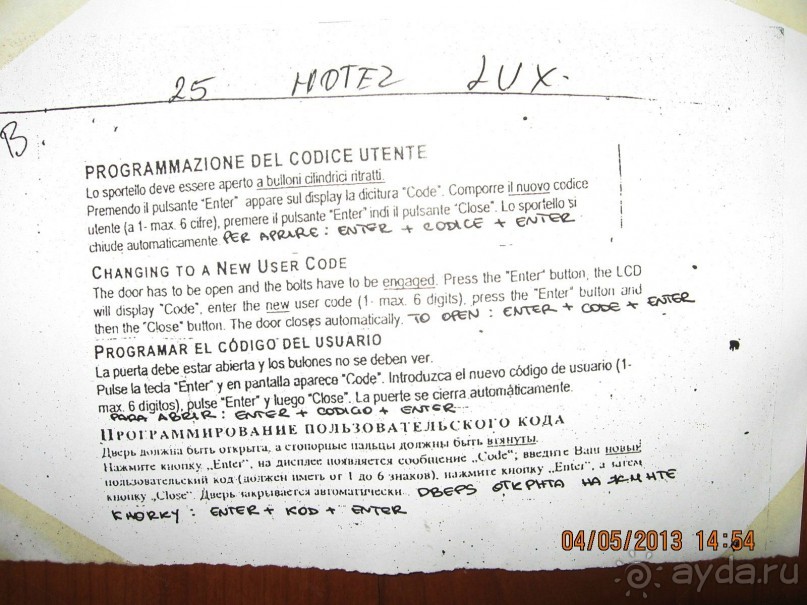 25 HOTEZ LUX.
B
PROGRAMMAZIONE DEL CODICE UTENTE
Lo sportello deve essere aperto a bulloni cilindrici ritratti.
Premendo il pulsante "Enter" appare sul display la dicitura "Code". Comporre il nuovo codice
utente (a 1- max. 6 cifre), premere il pulsante "Enter" indi il pulsante "Close". Lo sportello si
chiude automaticamente PER APRIRE: ENTER + CODICE + ENTER
CHANGING TO A NEW USER CODE
The door has to be open and the bolts have to be engaged. Press the "Enter" button, the LCD
will display "Code", enter the new user code (1- max. 6 digits), press the "Enter" button and
then the "Close" button. The door closes automatically. TO OPEN : ENTER + CODE + ENTER
PROGRAMAR EL CÓDIGO DEL USUARIO
La puerta debe estar abierta y los bulones no se deben ver.
Pulse la tecla "Enter" y en pantalla aparece "Code". Introduzca el nuevo código de usuario (1-
max. 6 digitos), pulse "Enter" y luego "Close". La puerte se cierra automáticamente.
PARA ABRIR: ENTER + CODIGO + ENTER
ПРОГРАММИРОВАНИЕ ПОЛЬЗОВАТЕЛЬСКОГО КОДА
Дверь должна быть открыта, а стопорные пальцы должны быть втянуты.
Нажмите кнопку „Enter", на дисплее появляется сообщение „Code"; введите Ваш новый
пользовательский код (должен иметь от 1 до 6 знаков), нажмите кнопку „Enter", а затем
кнопку „Close". Дверь закрывается автоматически. DВЕРS ОТКРІТА НА ЖМНТЕ
KHOPKY : ENTER + KOD + ENTER
04/05/2013 14:54
ayda.ru